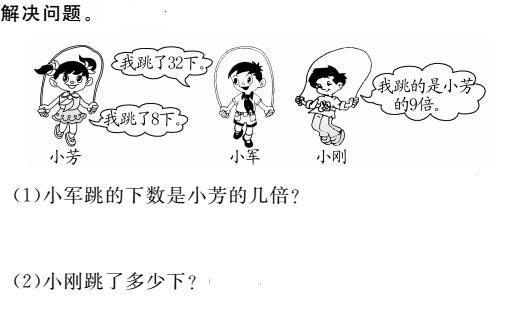 解决问题。
我跳了32下。
我跳了8下。
我跳的是小芳
的9倍。
小芳
小军
小刚
(1)小军跳的下数是小芳的几倍?
(2)小刚跳了多少下?